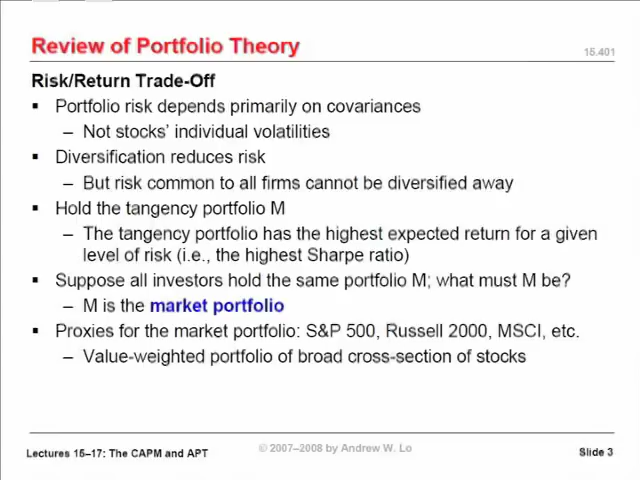 Review of Portfolio Theory
15.401
Risk/Return Trade-Off
▪ Portfolio risk depends primarily on covariances
– Not stocks' individual volatilities
▪ Diversification reduces risk
– But risk common to all firms cannot be diversified away
▪ Hold the tangency portfolio M
– The tangency portfolio has the highest expected return for a given
level of risk (i.e., the highest Sharpe ratio)
▪ Suppose all investors hold the same portfolio M; what must M be?
– M is the market portfolio
▪ Proxies for the market portfolio: S&P 500, Russell 2000, MSCI, etc.
– Value-weighted portfolio of broad cross-section of stocks
Lectures 15–17: The CAPM and APT
© 2007–2008 by Andrew W. Lo
Slide 3